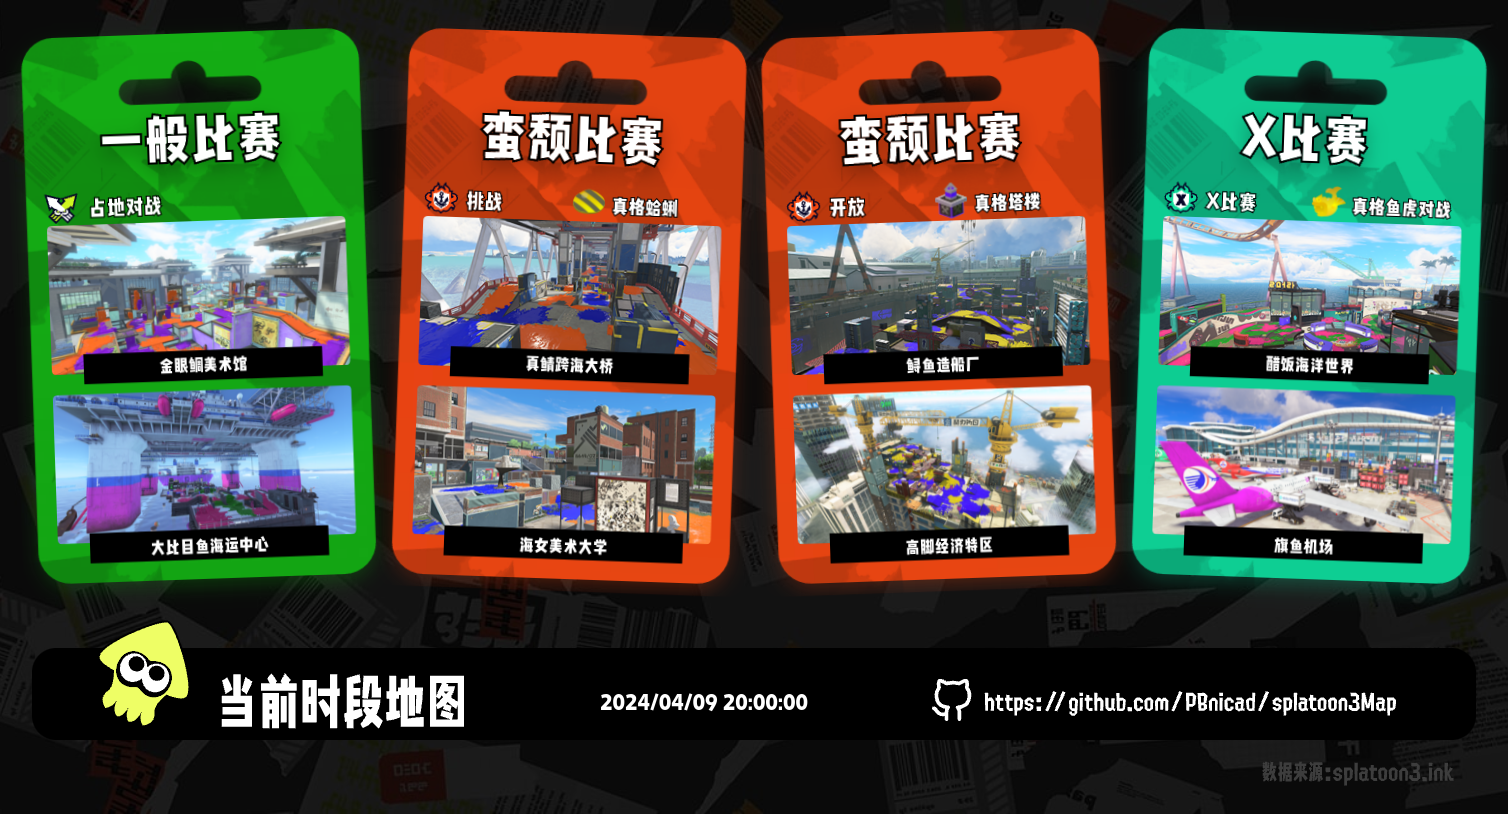 一般比赛
占地对战
金眼鲷美术馆
大比目鱼海运中心
蛮颓比赛
挑战
真格蛤蜊
真鲭跨海大桥
海女美术大学
蛮颓比赛
开放
真格塔楼
鲟鱼造船厂
高脚经济特区
X比赛
X比赛
真格鱼虎对战
醋饭海洋世界
旗鱼机场
当前时段地图
2024/04/09 20:00:00
https://github.com/PBnicad/splatoon3Map
数据来源:splatoon3.ink